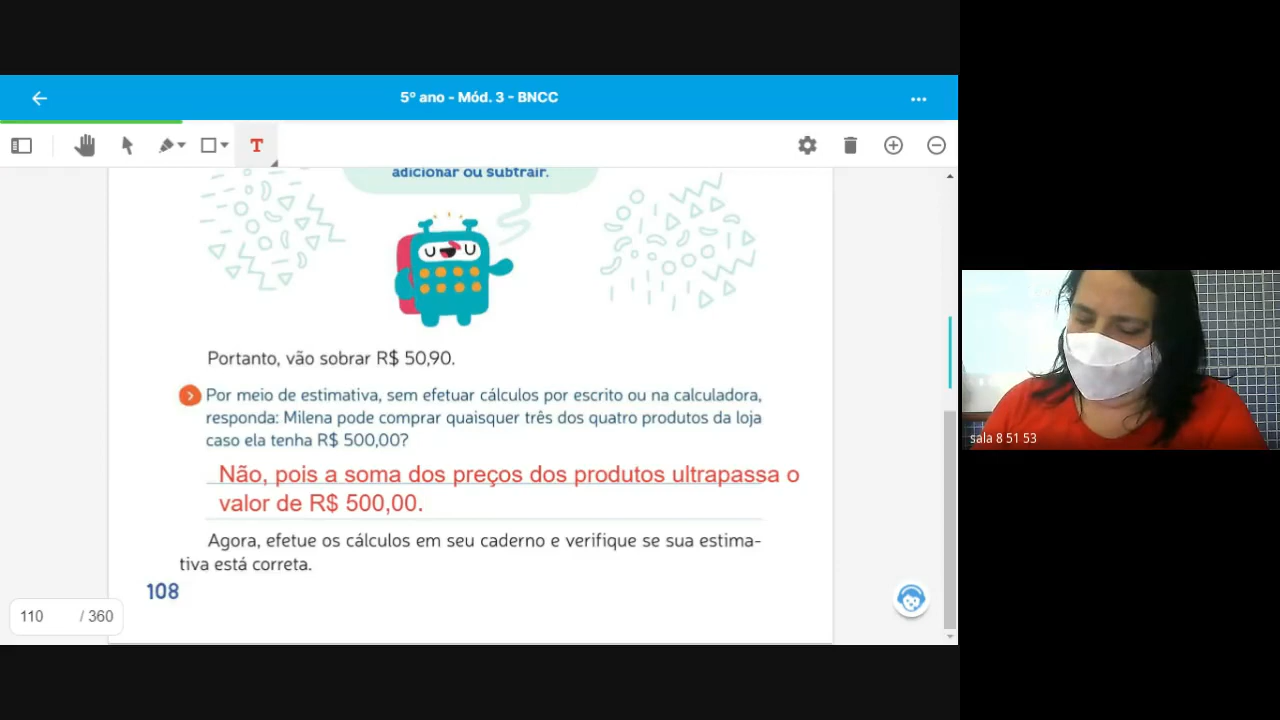 5º ano - Mód. 3 - BNCC
T
adicionar ou subtrair.
Portanto, vão sobrar R$ 50,90.
Por meio de estimativa, sem efetuar cálculos por escrito ou na calculadora,
responda: Milena pode comprar quaisquer três dos quatro produtos da loja
caso ela tenha R$ 500,00?
Não, pois a soma dos preços dos produtos ultrapassa o
valor de R$ 500,00.
Agora, efetue os cálculos em seu caderno e verifique se sua estima-
tiva está correta.
108
110 / 360
sala 8 51 53